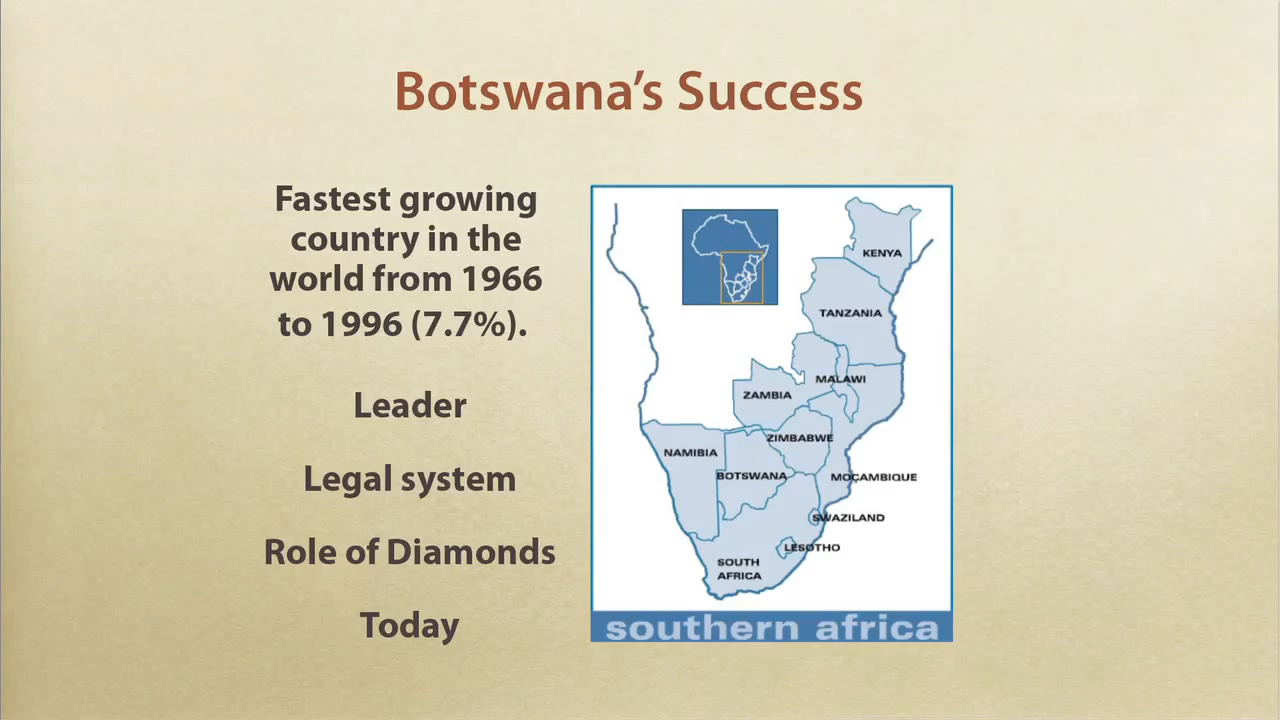 Botswana’s Success
Fastest growing
country in the
world from 1966
to 1996 (7.7%).
Leader
Legal system
Role of Diamonds
Today
KENYA
TANZANIA
MALAWI
ZAMBIA
ZIMBABWE
NAMIBIA
BOTSWANA
MOÇAMBIQUE
SWAZILAND
LESOTHO
SOUTH
AFRICA
southern africa